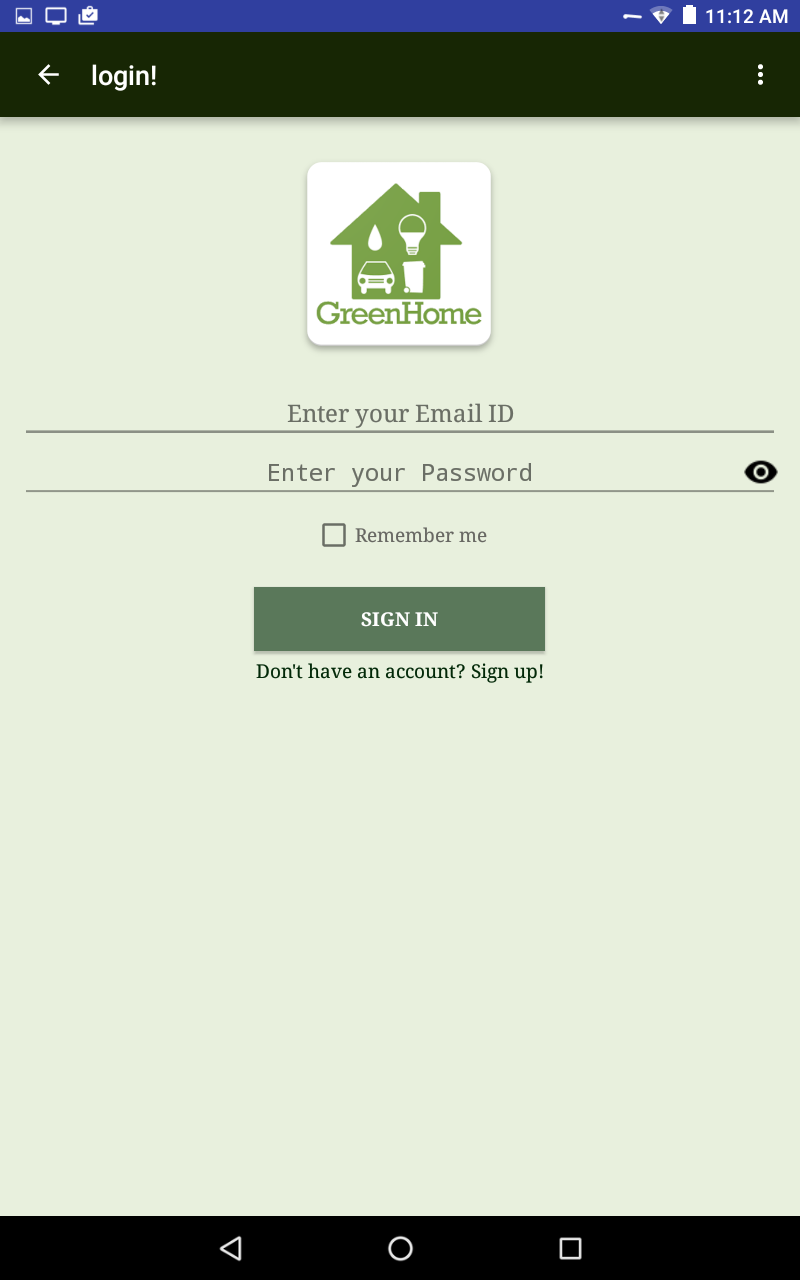 11:12 AM
login!
GreenHome
Enter your Email ID
Enter your Password
Remember me
SIGN IN
Don't have an account? Sign up!